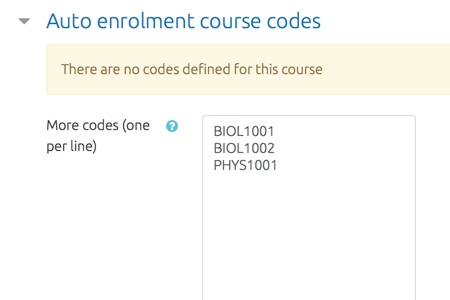 Auto enrolment course codes
There are no codes defined for this course
More codes (one
per line)
?
BIOL1001
BIOL1002
PHYS1001